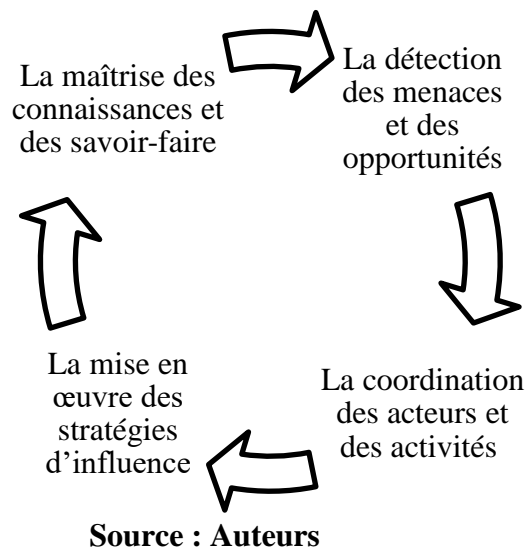 La maîtrise des
connaissances et
des savoir-faire
La détection
des menaces
et des
opportunités
La coordination
des acteurs et
des activités
La mise en
œuvre des
stratégies
d’influence
Source : Auteurs